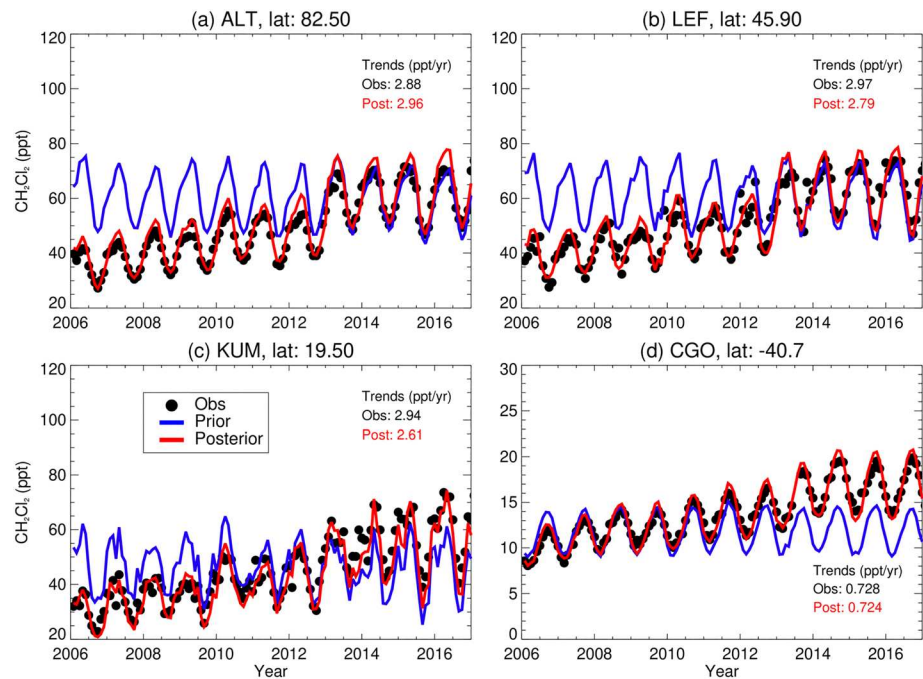 (a) ALT, lat: 82.50
(b) LEF, lat: 45.90
120
100
80
60
40
20
CH₂Cl₂ (ppt)
Trends (ppt/yr)
Obs: 2.88
Post: 2.96
2006 2008 2010 2012 2014 2016
120
100
80
60
40
20
Trends (ppt/yr)
Obs: 2.97
Post: 2.79
2006 2008 2010 2012 2014 2016
(c) KUM, lat: 19.50
(d) CGO, lat: -40.7
120
100
80
60
40
20
CH₂Cl₂ (ppt)
Obs
Prior
Posterior
Trends (ppt/yr)
Obs: 2.94
Post: 2.61
2006 2008 2010 2012 2014 2016
Year
30
25
20
15
10
5
0
Trends (ppt/yr)
Obs: 0.728
Post: 0.724
2006 2008 2010 2012 2014 2016
Year